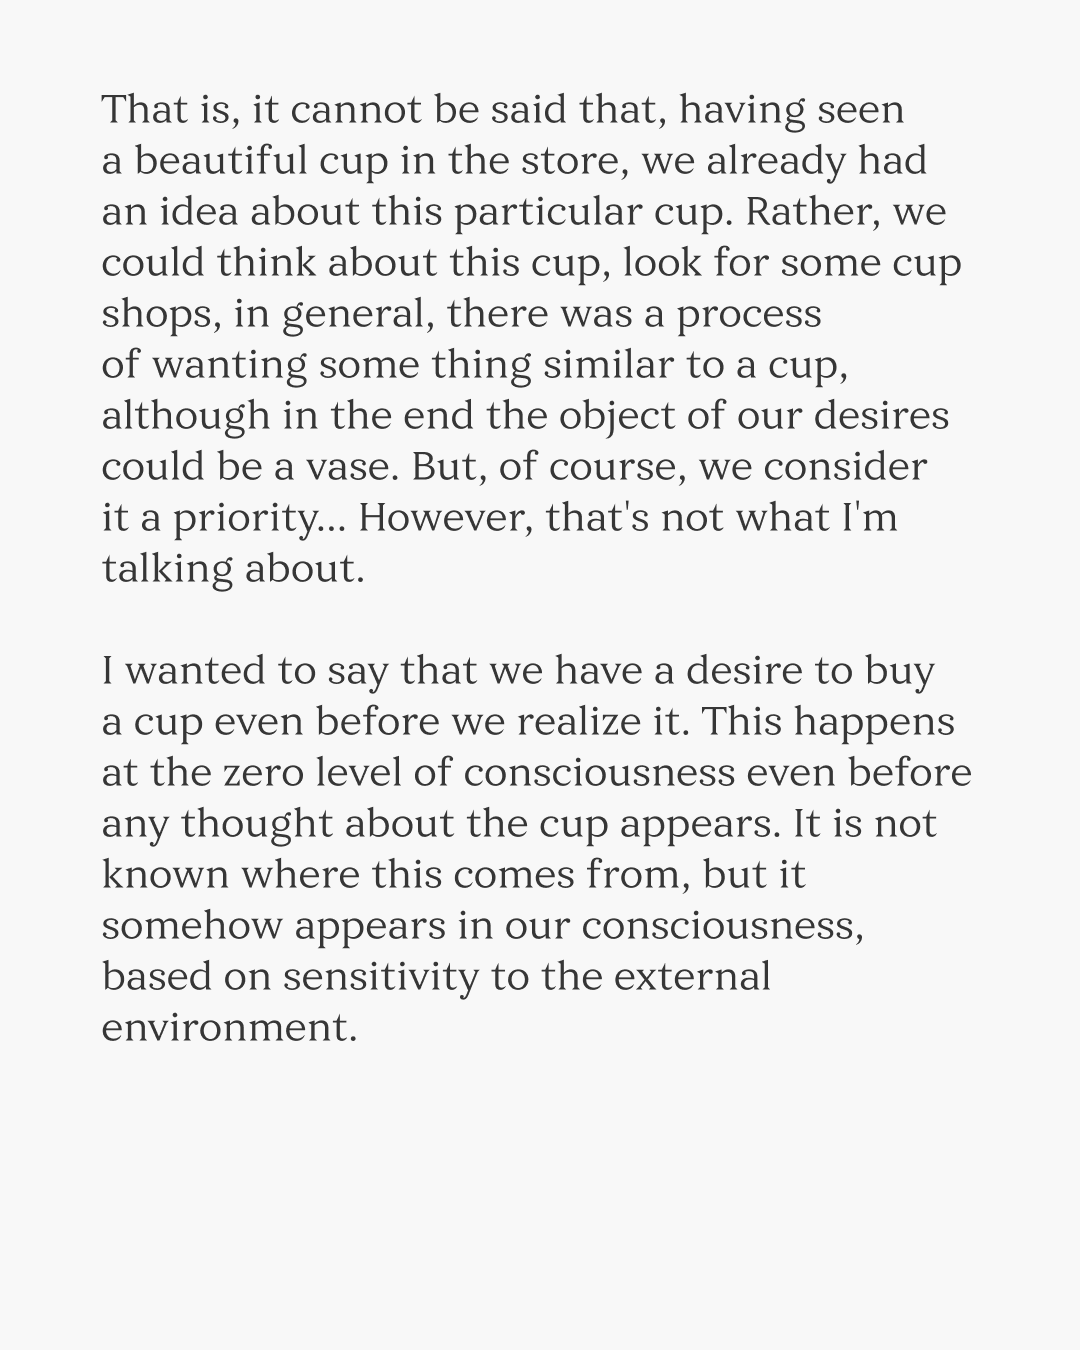 That is, it cannot be said that, having seen
a beautiful cup in the store, we already had
an idea about this particular cup. Rather, we
could think about this cup, look for some cup
shops, in general, there was a process
of wanting some thing similar to a cup,
although in the end the object of our desires
could be a vase. But, of course, we consider
it a priority... However, that's not what I'm
talking about.

I wanted to say that we have a desire to buy
a cup even before we realize it. This happens
at the zero level of consciousness even before
any thought about the cup appears. It is not
known where this comes from, but it
somehow appears in our consciousness,
based on sensitivity to the external
environment.